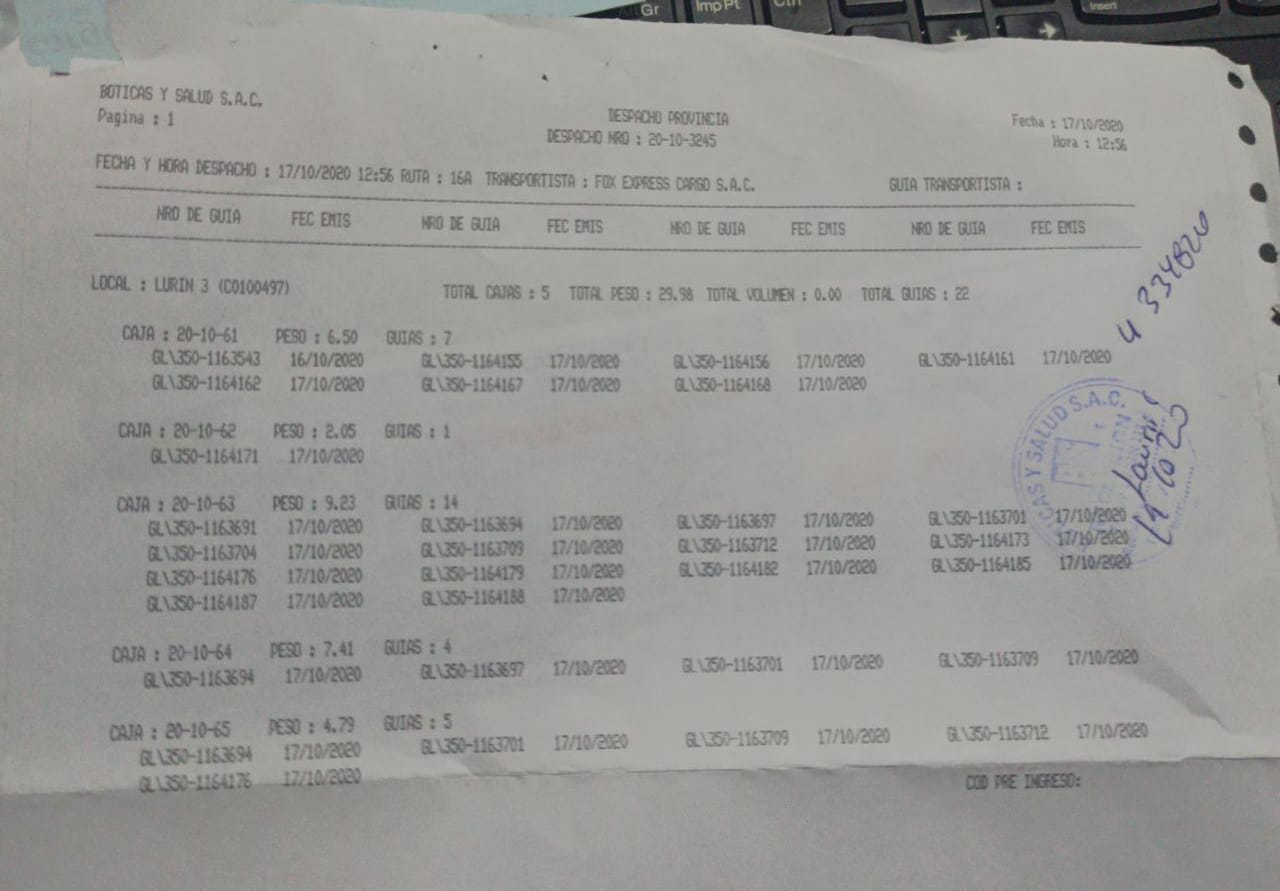 Gr
Imp Pt
Insert
BOTICAS Y SALUD S.A.C.
Pagina : 1
DESPACHO PROVINCIA
DESPACHO NRO : 20-10-3245
Fecha : 17/10/2020
Hora : 12:56
FECHA Y HORA DESPACHO : 17/10/2020 12:56 RUTA : 16A TRANSPORTISTA : FOX EXPRESS CARGO S.A.C. GUIA TRANSPORTISTA :
NRO DE GUIA FEC EMIS NRO DE GUIA FEC EMIS NRO DE GUIA FEC EMIS NRO DE GUIA FEC EMIS
LOCAL : LURIN 3 (C0100497) TOTAL CAJAS : 5 TOTAL PESO : 29.98 TOTAL VOLUMEN : 0.00 TOTAL GUIAS : 22
CAJA : 20-10-61 PESO : 6.50 GUIAS : 7
GL\350-1163543 16/10/2020 GL\350-1164155 17/10/2020 GL\350-1164156 17/10/2020 GL\350-1164161 17/10/2020
GL\350-1164162 17/10/2020 GL\350-1164167 17/10/2020 GL\350-1164168 17/10/2020
CAJA : 20-10-62 PESO : 2.05 GUIAS : 1
GL\350-1164171 17/10/2020
CAJA : 20-10-63 PESO : 9.23 GUIAS : 14
GL\350-1163691 17/10/2020 GL\350-1163694 17/10/2020 GL\350-1163697 17/10/2020 GL\350-1163701 17/10/2020
GL\350-1163704 17/10/2020 GL\350-1163709 17/10/2020 GL\350-1163712 17/10/2020 GL\350-1164173 17/10/2020
GL\350-1164176 17/10/2020 GL\350-1164179 17/10/2020 GL\350-1164182 17/10/2020 GL\350-1164185 17/10/2020
GL\350-1164187 17/10/2020 GL\350-1164188 17/10/2020
CAJA : 20-10-64 PESO : 7.41 GUIAS : 4
GL\350-1163694 17/10/2020 GL\350-1163697 17/10/2020 GL\350-1163701 17/10/2020 GL\350-1163709 17/10/2020
CAJA : 20-10-65 PESO : 4.79 GUIAS : 5
GL\350-1163694 17/10/2020 GL\350-1163701 17/10/2020 GL\350-1163709 17/10/2020 GL\350-1163712 17/10/2020
GL\350-1164176 17/10/2020
COD PRE INGRESO:
CAS Y SALUD S.A.C.